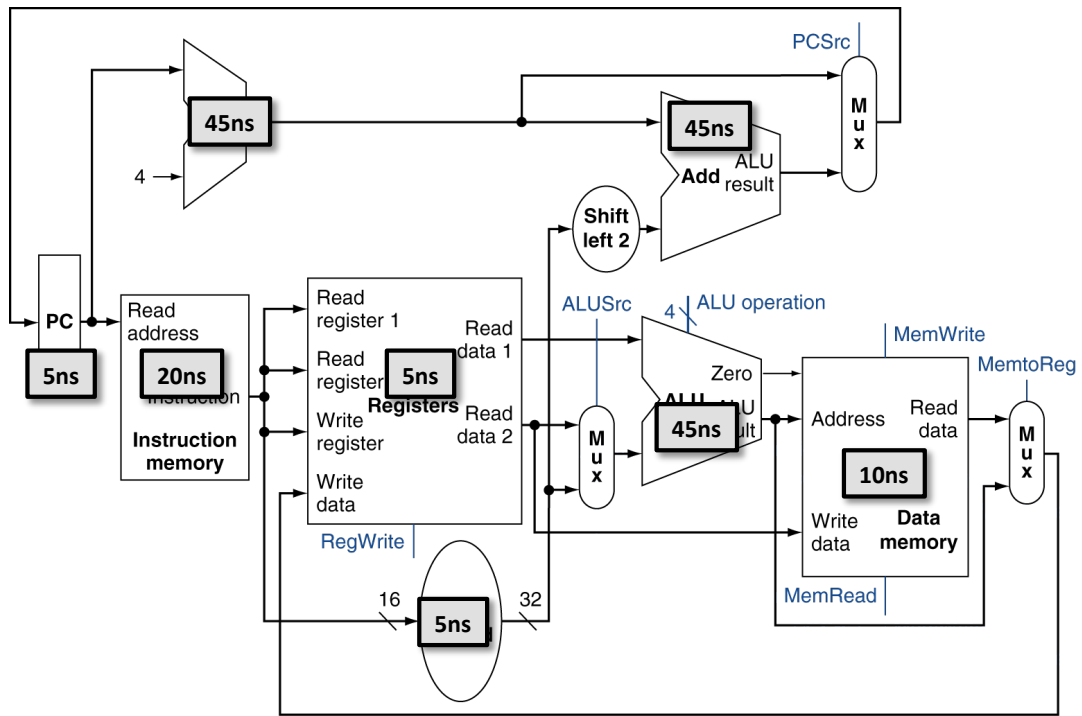 PCSrc
M
u
x
45ns
45ns
Add
ALU
result
4
Shift
left 2
PC
5ns
Read
address
20ns
Instruction
memory
Read
register 1
Read
register
Write
register
Write
data
5ns
Registers
Read
data 1
Read
data 2
RegWrite
16
5ns
32
ALUSrc
M
u
x
4
ALU operation
Zero
45ns
MemWrite
Address
Read
data
10ns
Write
data
Data
memory
MemRead
MemtoReg
M
u
x